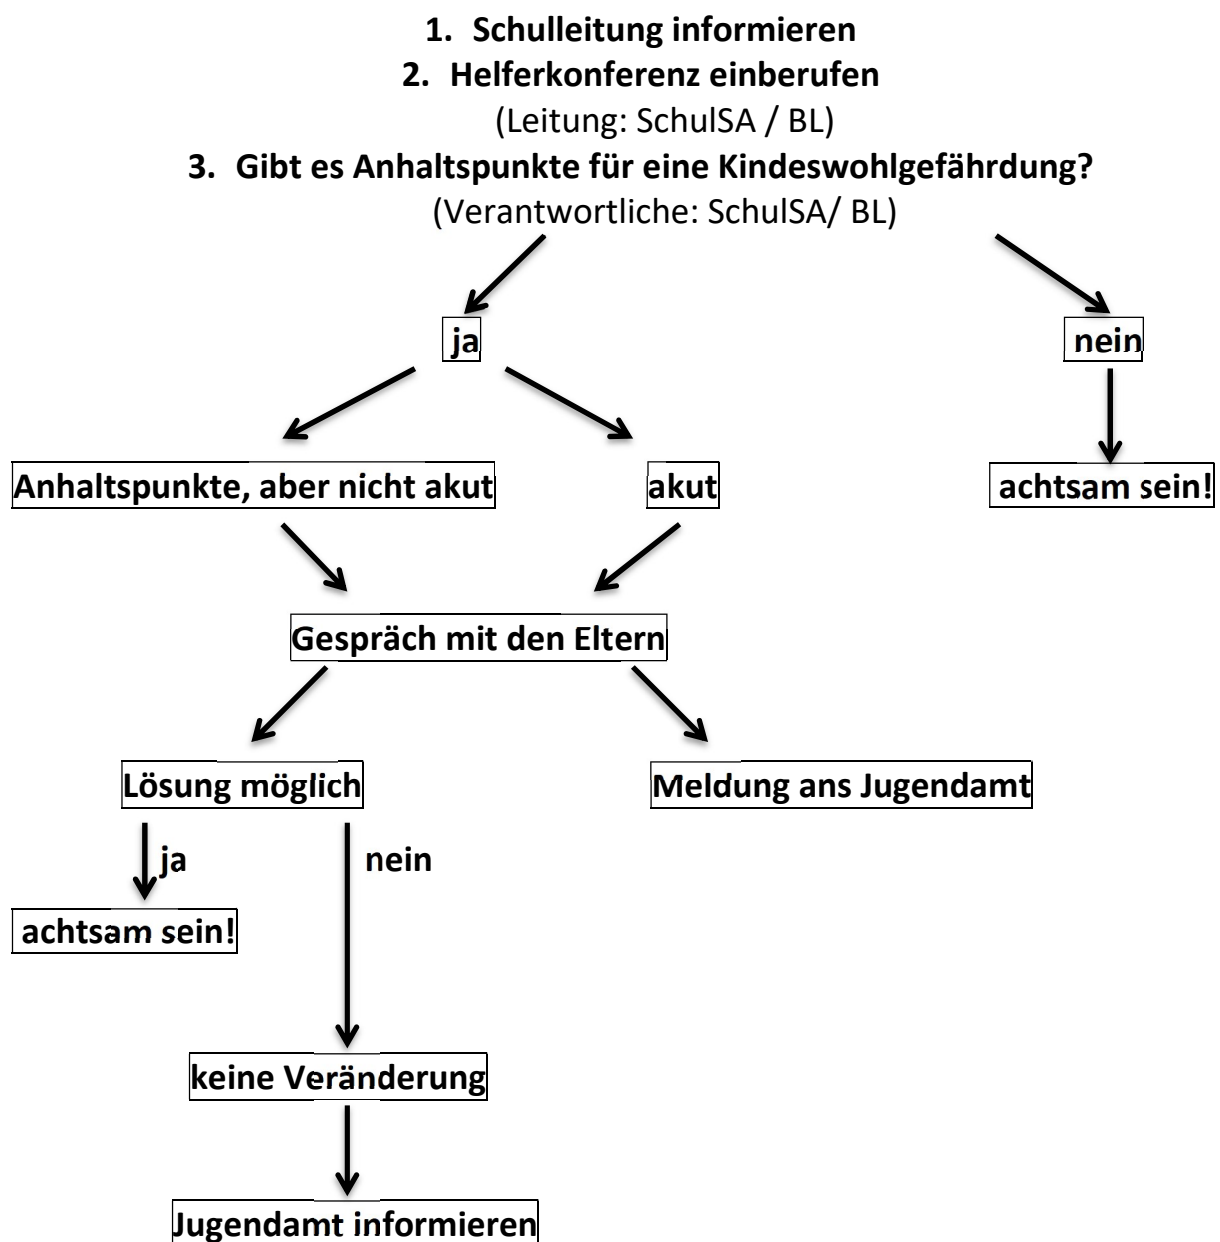 1. Schulleitung informieren
2. Helferkonferenz einberufen
(Leitung: SchulSA / BL)
3. Gibt es Anhaltspunkte für eine Kindeswohlgefährdung?
(Verantwortliche: SchulSA/ BL)
ja
nein
Anhaltspunkte, aber nicht akut
akut
achtsam sein!
Gespräch mit den Eltern
Lösung möglich
Meldung ans Jugendamt
ja
nein
achtsam sein!
keine Veränderung
Jugendamt informieren